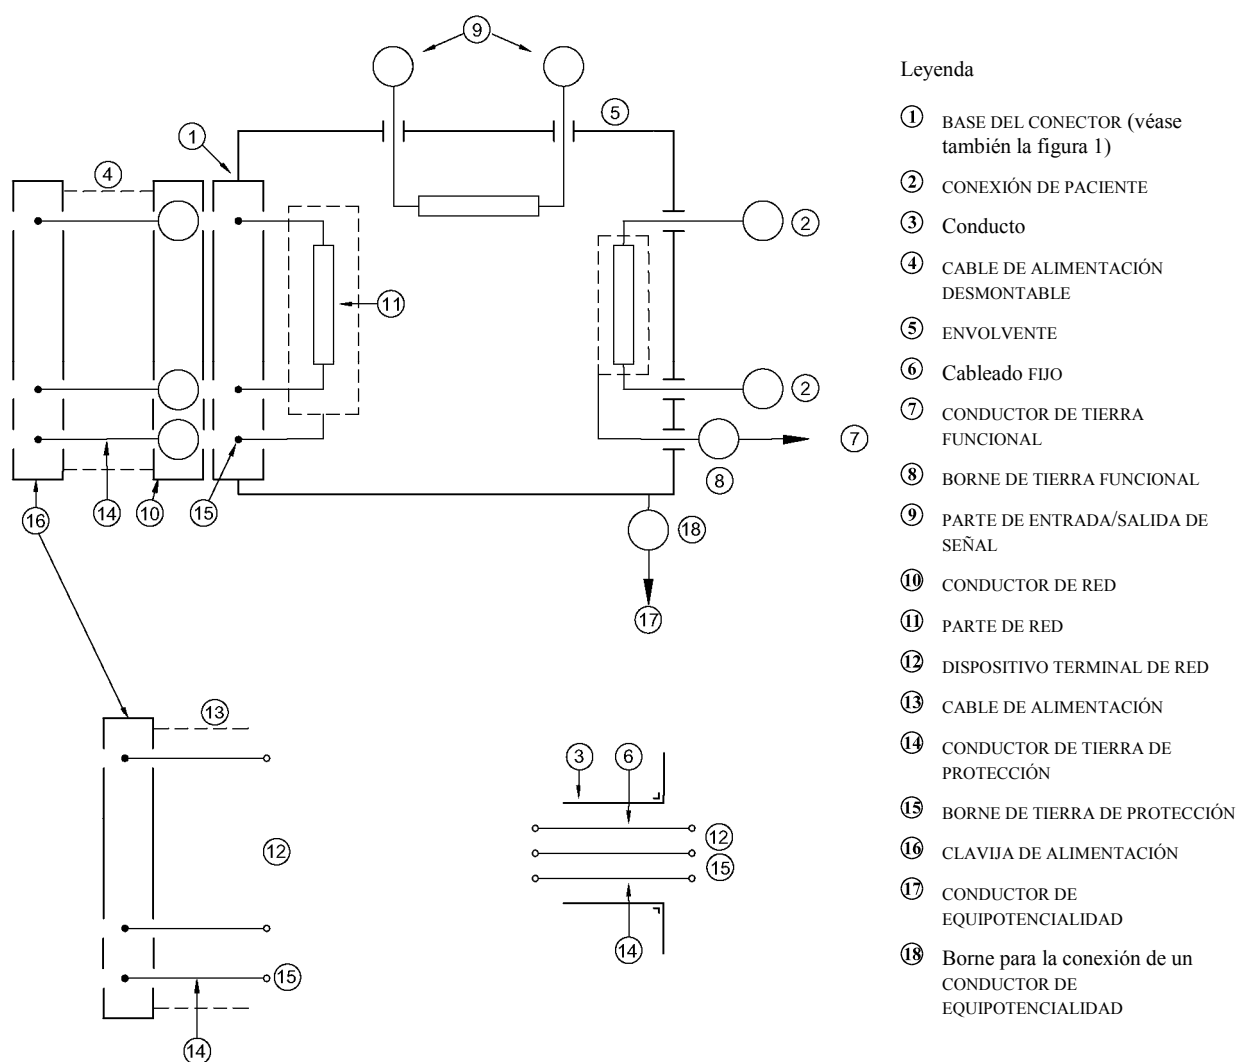 9
5
1
4
2
11
2
7
8
16
14
10
15
18
17
13
3
6
12
12
15
15
14
14
Leyenda
1 BASE DEL CONECTOR (véase
también la figura 1)
2 CONEXIÓN DE PACIENTE
3 Conducto
4 CABLE DE ALIMENTACIÓN
DESMONTABLE
5 ENVOLVENTE
6 Cableado FIJO
7 CONDUCTOR DE TIERRA
FUNCIONAL
8 BORNE DE TIERRA FUNCIONAL
9 PARTE DE ENTRADA/SALIDA DE
SEÑAL
10 CONDUCTOR DE RED
11 PARTE DE RED
12 DISPOSITIVO TERMINAL DE RED
13 CABLE DE ALIMENTACIÓN
14 CONDUCTOR DE TIERRA DE
PROTECCIÓN
15 BORNE DE TIERRA DE PROTECCIÓN
16 CLAVIJA DE ALIMENTACIÓN
17 CONDUCTOR DE
EQUIPOTENCIALIDAD
18 Borne para la conexión de un
CONDUCTOR DE
EQUIPOTENCIALIDAD